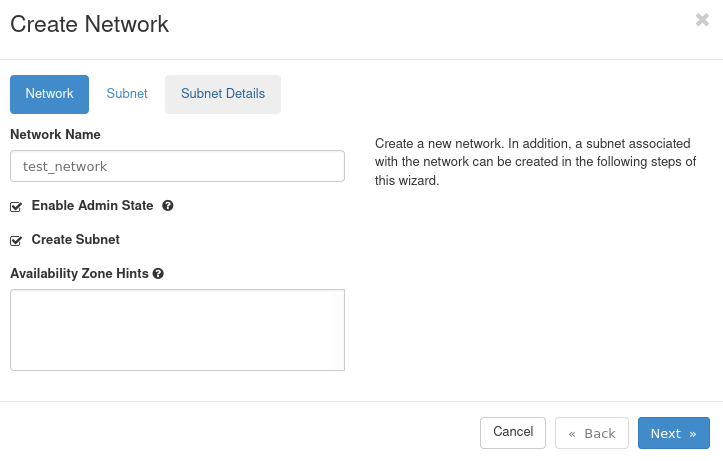 Create Network
Network Subnet Subnet Details
Network Name
test_network
Enable Admin State
Create Subnet
Availability Zone Hints
Create a new network. In addition, a subnet associated
with the network can be created in the following steps of
this wizard.
Cancel « Back Next »